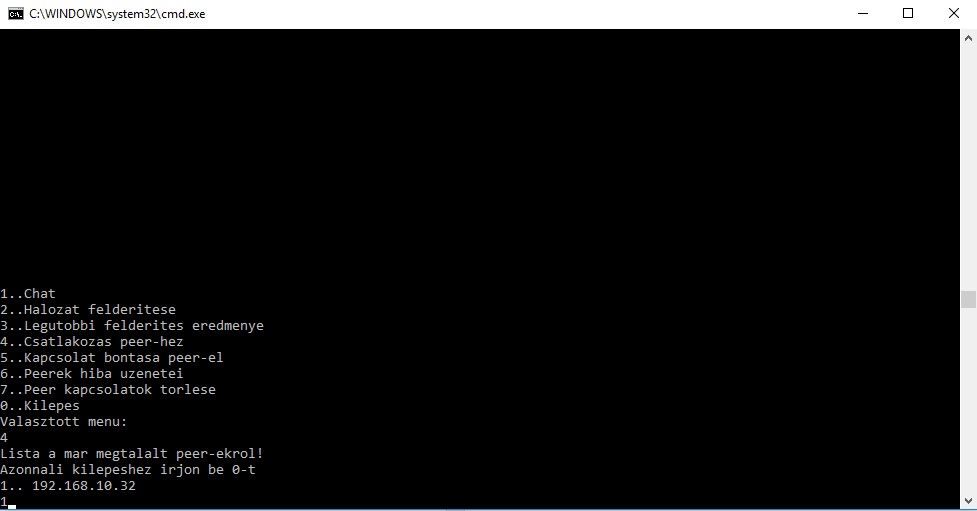 C:\WINDOWS\system32\cmd.exe
1..Chat
2..Halozat felderitese
3..Legutobbi felderites eredmenye
4..Csatlakozas peer-hez
5..Kapcsolat bontasa peer-el
6..Peerek hiba uzenetei
7..Peer kapcsolatok torlese
0..Kilepes
Valasztott menu:
4
Lista a mar megtalalt peer-ekrol!
Azonnali kilepeshez irjon be 0-t
1.. 192.168.10.32
1